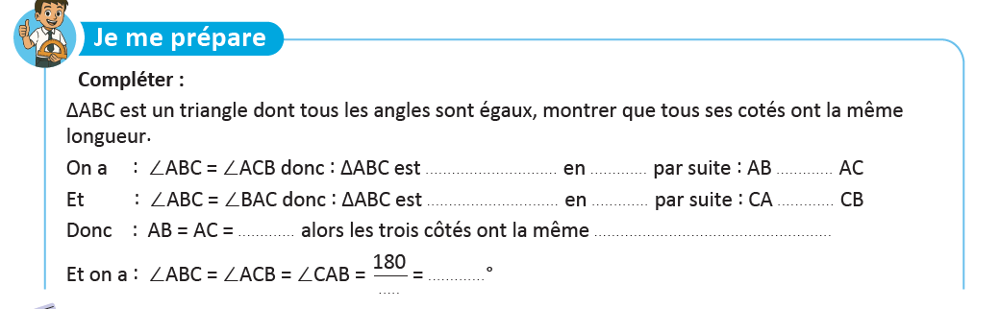 Je me prépare
Compléter :
ΔABC est un triangle dont tous les angles sont égaux, montrer que tous ses cotés ont la même
longueur.
On a : ∠ABC = ∠ACB donc : ΔABC est .............................. en ............. par suite : AB ............. AC
Et : ∠ABC = ∠BAC donc : ΔABC est .............................. en ............. par suite : CA ............. CB
Donc : AB = AC = ............. alors les trois côtés ont la même ......................................................
Et on a : ∠ABC = ∠ACB = ∠CAB = 180/..... = .............°